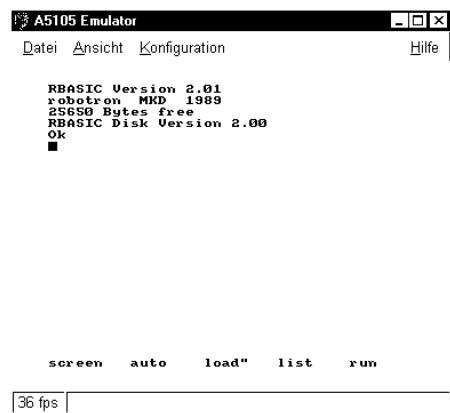 A5105 Emulator
Datei Ansicht Konfiguration Hilfe
RBASIC Version 2.01
robotron MKD 1989
25650 Bytes free
RBASIC Disk Version 2.00
Ok
screen auto load" list run
36 fps